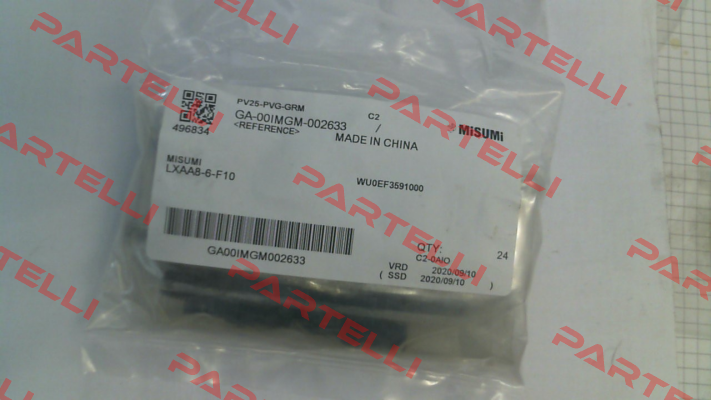 PARTELLI
PARTELLI
PARTELLI
PV25-PVG-GRM C2
GA-00IMGM-002633 /
<REFERENCE> MADE IN CHINA
MiSUMi
496834
MISUMI
LXAA8-6-F10
WU0EF3591000
GA00IMGM002633
QTY: 24
C2-0AIO
VRD 2020/09/10
( SSD 2020/09/10 )
PARTELLI
PARTELLI
PARTELLI